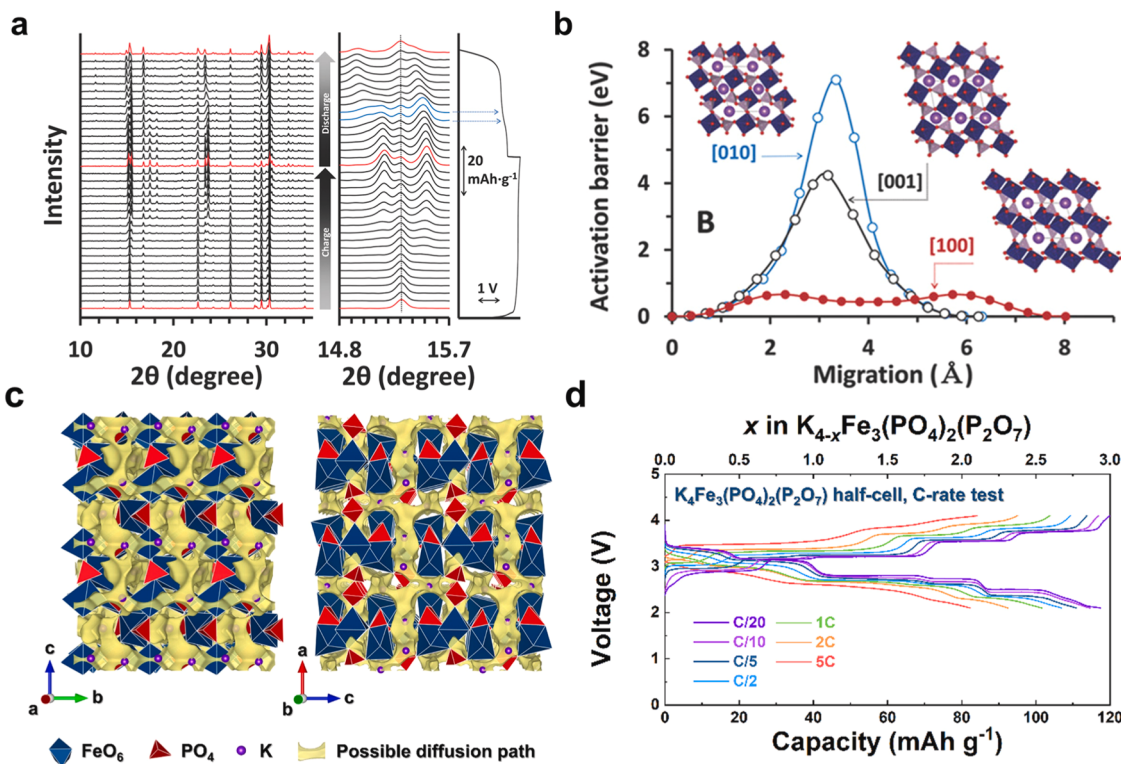 a
Intensity
Discharge
Charge
20
mAh·g⁻¹
1 V
10
20
30
2θ (degree)
14.8
15.7
2θ (degree)
b
Activation barrier (eV)
8
7
6
5
4
3
2
1
0
[010]
[001]
[100]
B
0
2
4
6
8
Migration (Å)
c
c
b
a
a
c
b
FeO₆
PO₄
K
Possible diffusion path
d
x in K₄₋ₓFe₃(PO₄)₂(P₂O₇)
0.0
0.5
1.0
1.5
2.0
2.5
3.0
K₄Fe₃(PO₄)₂(P₂O₇) half-cell, C-rate test
Voltage (V)
5
4
3
2
1
0
C/20
C/10
C/5
C/2
1C
2C
5C
0
20
40
60
80
100
120
Capacity (mAh g⁻¹)